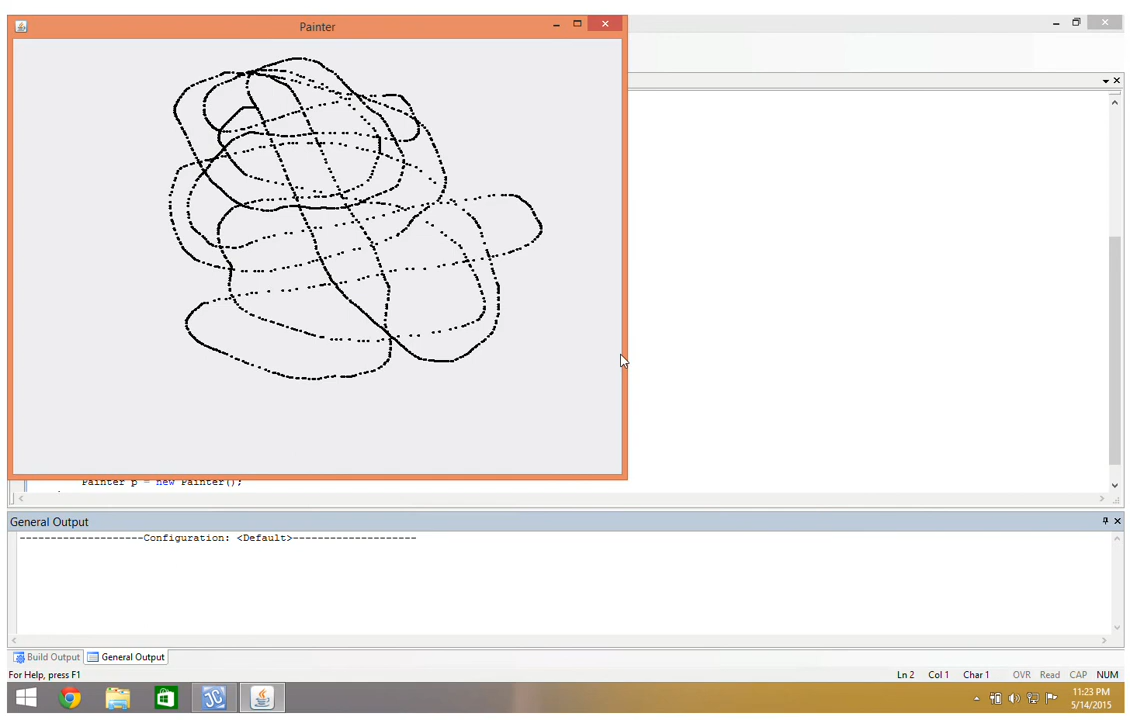 Painter
Painter p = new Painter();
General Output
--------------------Configuration: <Default>--------------------
Build Output General Output
For Help, press F1
Ln 2 Col 1 Char 1 OVR Read CAP NUM
JC
11:23 PM
5/14/2015